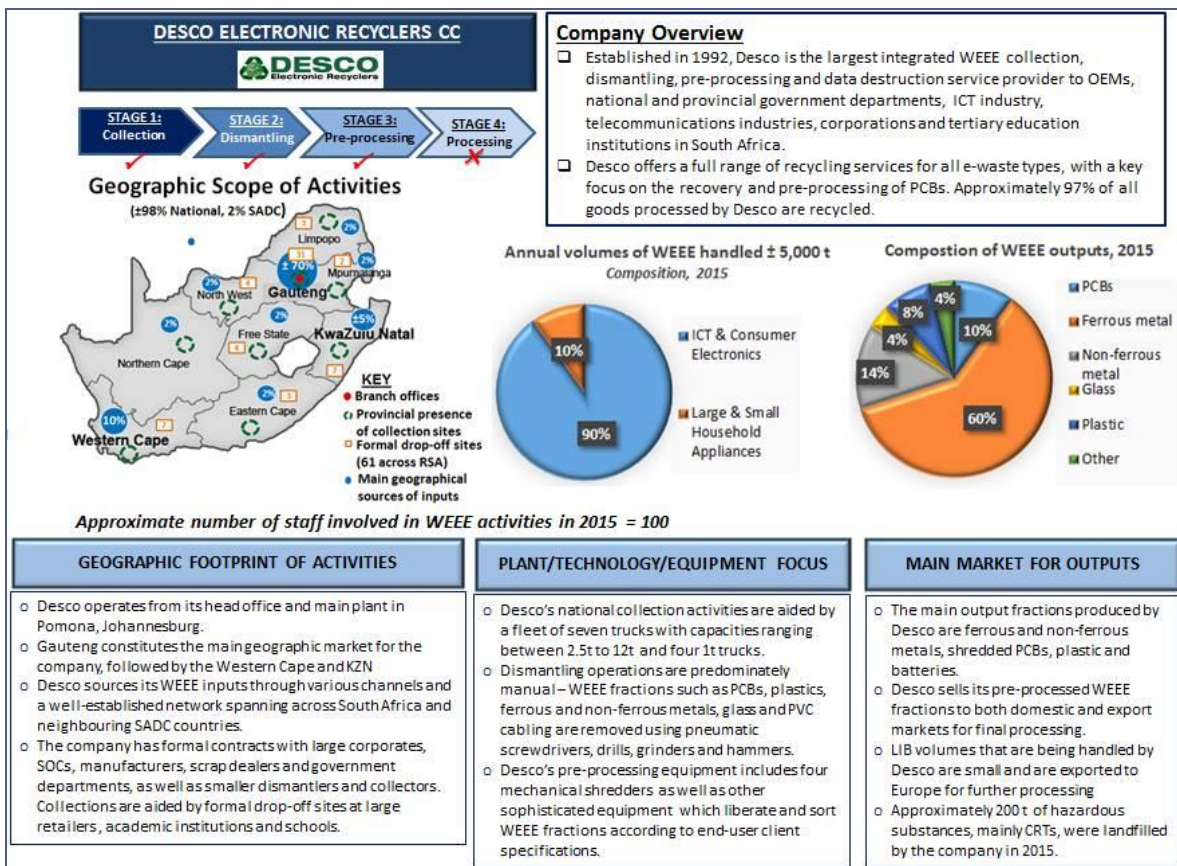 DESCO ELECTRONIC RECYCLERS CC
DESCO
Electronic Recyclers
STAGE 1:
Collection
STAGE 2:
Dismantling
STAGE 3:
Pre-processing
STAGE 4:
Processing
Company Overview
Established in 1992, Desco is the largest integrated WEEE collection,
dismantling, pre-processing and data destruction service provider to OEMs,
national and provincial government departments, ICT industry,
telecommunications industries, corporations and tertiary education
institutions in South Africa.
Desco offers a full range of recycling services for all e-waste types, with a key
focus on the recovery and pre-processing of PCBs. Approximately 97% of all
goods processed by Desco are recycled.
Geographic Scope of Activities
(±98% National, 2% SADC)
3
2%
Limpopo
31
± 70%
2
2%
Mpumalanga
Gauteng
2%
4
North West
2%
2%
Free State
4
±5%
KwaZulu Natal
7
Northern Cape
2%
3
Eastern Cape
10%
7
Western Cape
KEY
Branch offices
Provincial presence
of collection sites
Formal drop-off sites
(61 across RSA)
Main geographical
sources of inputs
Annual volumes of WEEE handled ± 5,000 t
Composition, 2015
10%
90%
ICT & Consumer
Electronics
Large & Small
Household
Appliances
Compostion of WEEE outputs, 2015
4%
8%
10%
4%
14%
60%
PCBs
Ferrous metal
Non-ferrous
metal
Glass
Plastic
Other
Approximate number of staff involved in WEEE activities in 2015 = 100
GEOGRAPHIC FOOTPRINT OF ACTIVITIES
Desco operates from its head office and main plant in
Pomona, Johannesburg.
Gauteng constitutes the main geographic market for the
company, followed by the Western Cape and KZN
Desco sources its WEEE inputs through various channels and
a well-established network spanning across South Africa and
neighbouring SADC countries.
The company has formal contracts with large corporates,
SOCs, manufacturers, scrap dealers and government
departments, as well as smaller dismantlers and collectors.
Collections are aided by formal drop-off sites at large
retailers, academic institutions and schools.
PLANT/TECHNOLOGY/EQUIPMENT FOCUS
Desco's national collection activities are aided by
a fleet of seven trucks with capacities ranging
between 2.5t to 12t and four 1t trucks.
Dismantling operations are predominately
manual – WEEE fractions such as PCBs, plastics,
ferrous and non-ferrous metals, glass and PVC
cabling are removed using pneumatic
screwdrivers, drills, grinders and hammers.
Desco's pre-processing equipment includes four
mechanical shredders as well as other
sophisticated equipment which liberate and sort
WEEE fractions according to end-user client
specifications.
MAIN MARKET FOR OUTPUTS
The main output fractions produced by
Desco are ferrous and non-ferrous
metals, shredded PCBs, plastic and
batteries.
Desco sells its pre-processed WEEE
fractions to both domestic and export
markets for final processing.
LIB volumes that are being handled by
Desco are small and are exported to
Europe for further processing
Approximately 200 t of hazardous
substances, mainly CRTs, were landfilled
by the company in 2015.